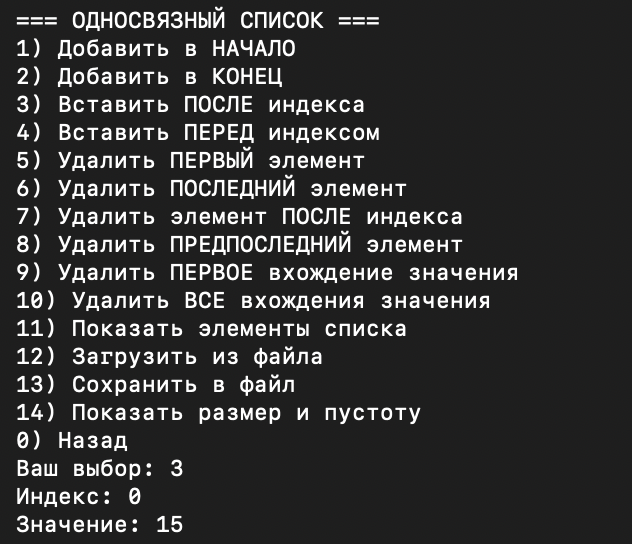 === ОДНОСВЯЗНЫЙ СПИСОК ===
1) Добавить в НАЧАЛО
2) Добавить в КОНЕЦ
3) Вставить ПОСЛЕ индекса
4) Вставить ПЕРЕД индексом
5) Удалить ПЕРВЫЙ элемент
6) Удалить ПОСЛЕДНИЙ элемент
7) Удалить элемент ПОСЛЕ индекса
8) Удалить ПРЕДПОСЛЕДНИЙ элемент
9) Удалить ПЕРВОЕ вхождение значения
10) Удалить ВСЕ вхождения значения
11) Показать элементы списка
12) Загрузить из файла
13) Сохранить в файл
14) Показать размер и пустоту
0) Назад
Ваш выбор: 3
Индекс: 0
Значение: 15